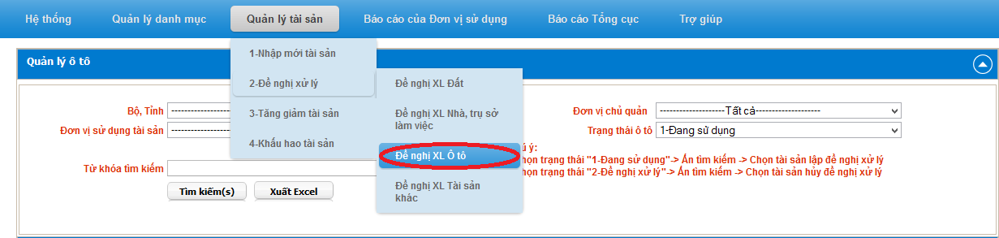 Hệ thống Quản lý danh mục Quản lý tài sản Báo cáo của Đơn vị sử dụng Báo cáo Tổng cục Trợ giúp
Quản lý ô tô
1-Nhập mới tài sản
2-Đề nghị xử lý
3-Tăng giảm tài sản
4-Khấu hao tài sản
Đề nghị XL Đất
Đề nghị XL Nhà, trụ sở
làm việc
Đề nghị XL Ô tô
Đề nghị XL Tài sản
khác
Bộ, Tỉnh
Đơn vị chủ quản --------------------Tất cả--------------------
Đơn vị sử dụng tài sản
Trạng thái ô tô 1-Đang sử dụng
ú ý:
họn trạng thái "1-Đang sử dụng"-> Ấn tìm kiếm -> Chọn tài sản lập đề nghị xử lý
họn trạng thái "2-Đề nghị xử lý"-> Ấn tìm kiếm -> Chọn tài sản hủy đề nghị xử lý
Từ khóa tìm kiếm
Tìm kiếm(s) Xuất Excel